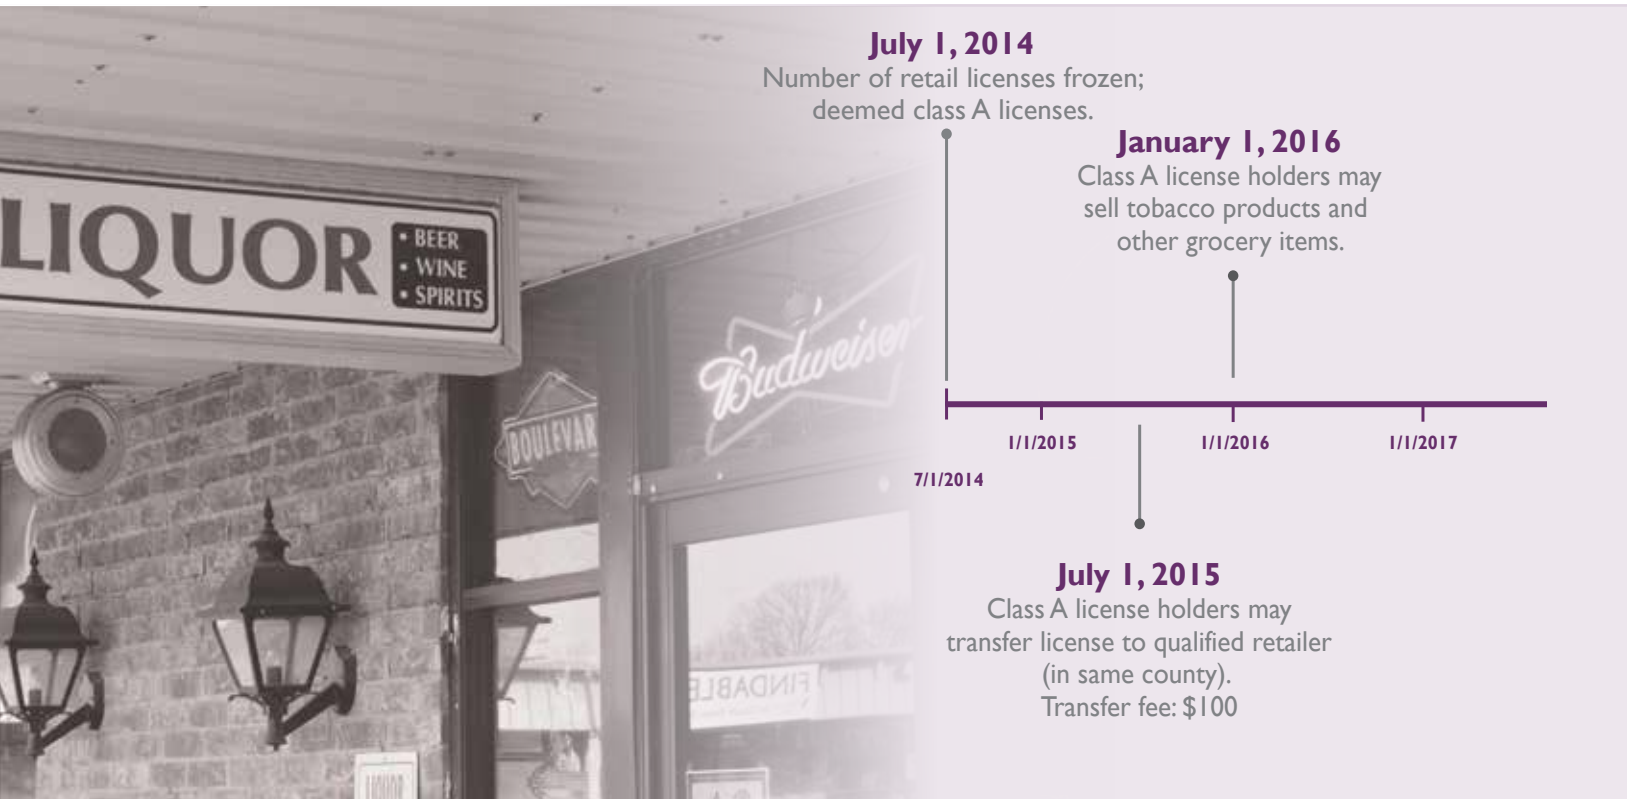 LIQUOR
• BEER
• WINE
• SPIRITS
Budweiser
BOULEVAR
FINDABLE
LIQUOR
July 1, 2014
Number of retail licenses frozen;
deemed class A licenses.
January 1, 2016
Class A license holders may
sell tobacco products and
other grocery items.
1/1/2015
1/1/2016
1/1/2017
7/1/2014
July 1, 2015
Class A license holders may
transfer license to qualified retailer
(in same county).
Transfer fee: $100